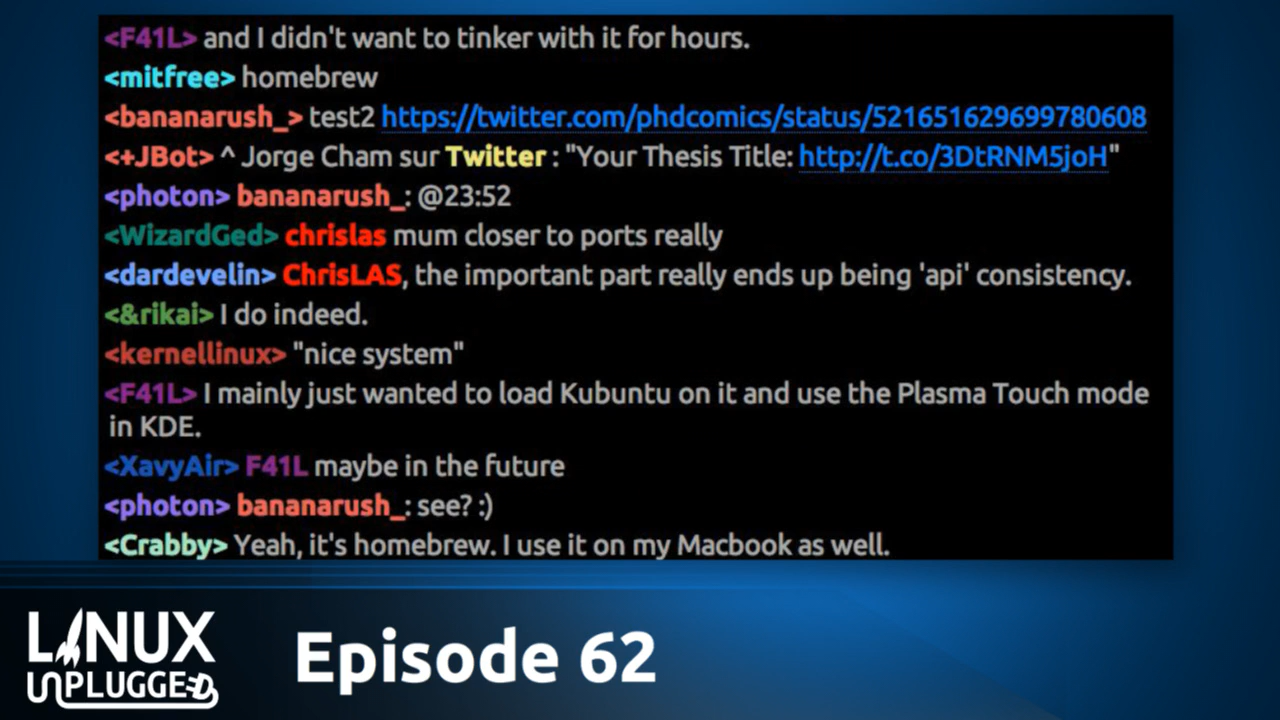 <F41L> and I didn't want to tinker with it for hours.
<mitfree> homebrew
<bananarush_> test2 https://twitter.com/phdcomics/status/521651629699780608
<+JBot> ^ Jorge Cham sur Twitter : "Your Thesis Title: http://t.co/3DtRNM5joH"
<photon> bananarush_: @23:52
<WizardGed> chrislas mum closer to ports really
<dardevelin> ChrisLAS, the important part really ends up being 'api' consistency.
<&rikai> I do indeed.
<kernellinux> "nice system"
<F41L> I mainly just wanted to load Kubuntu on it and use the Plasma Touch mode
in KDE.
<XavyAir> F41L maybe in the future
<photon> bananarush_: see? :)
<Crabby> Yeah, it's homebrew. I use it on my Macbook as well.
LINUX
UNPLUGGED
Episode 62